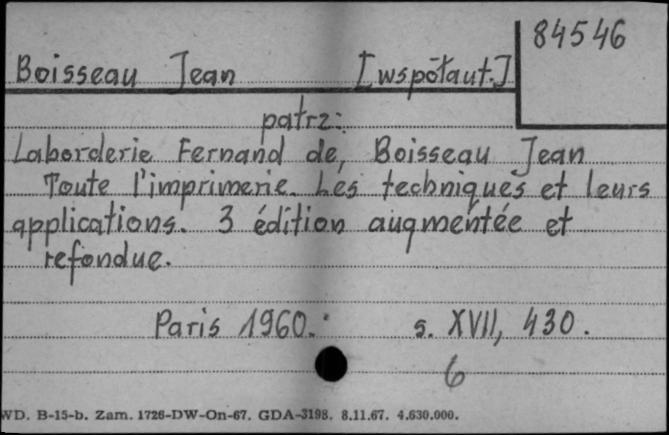 84546
Boisseau Jean [współaut.]
patrz:
Laborderie Fernand de, Boisseau Jean
Toute l'imprimerie. Les techniques et leurs
applications. 3 édition augmentée et
refondue.
Paris 1960. s. XVII, 430.
6
WD. B-15-b. Zam. 1726-DW-On-67. GDA-3198. 8.11.67. 4.630.000.